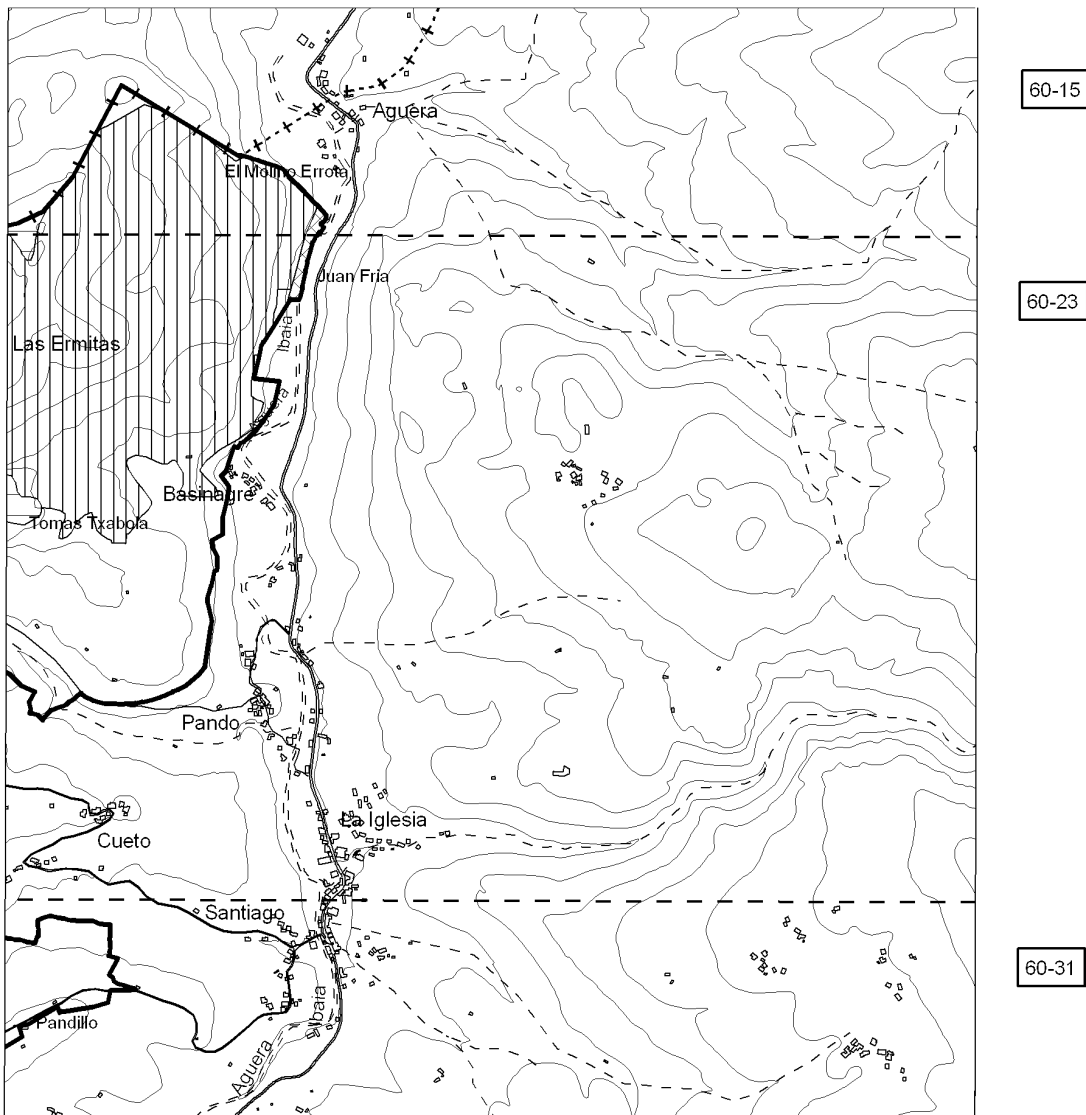 60-15
Aguera
El Molino Errota
Juan Fria
60-23
Ibaia
Las Ermitas
Aguera
Basinagre
Tomas Txabola
Pando
La Iglesia
Cueto
Santiago
60-31
Ibaia
Pandillo
Aguera